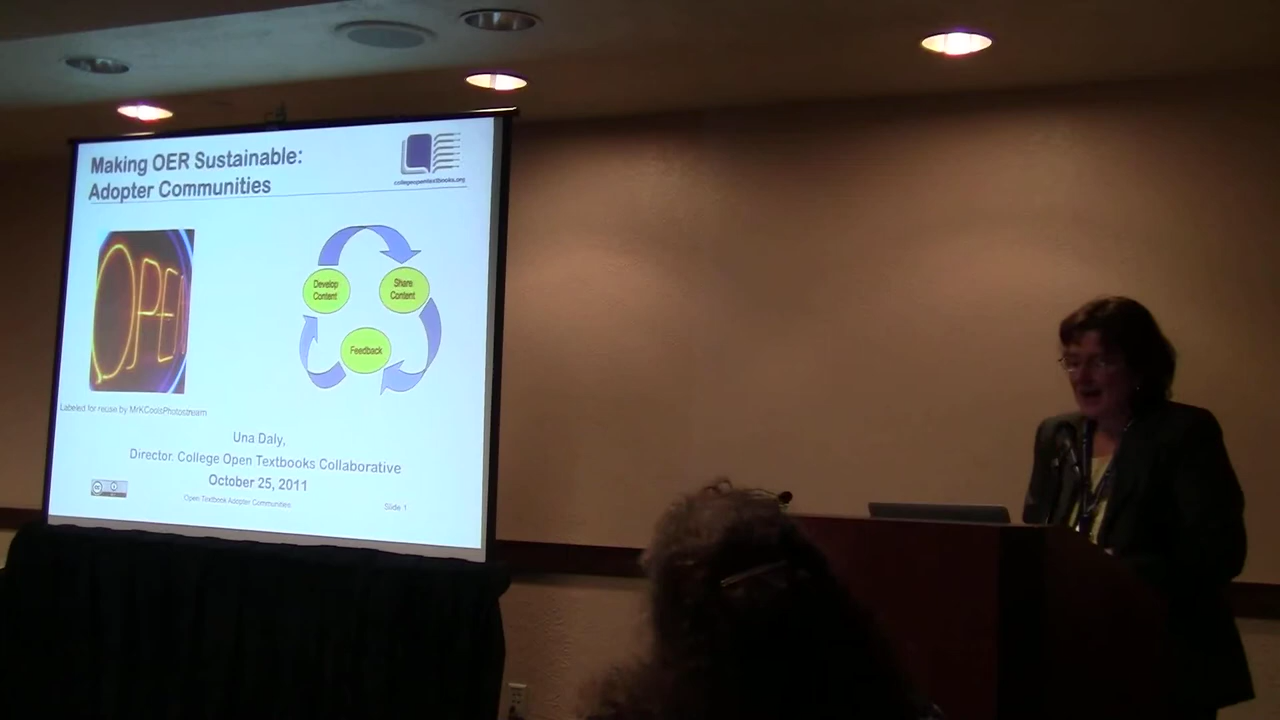 Making OER Sustainable:
Adopter Communities
collegeopentextbooks.org
OPEN
Develop
Content
Share
Content
Feedback
Labeled for reuse by MrKCoolsPhotostream
Una Daly,
Director. College Open Textbooks Collaborative
October 25, 2011
cc
Open Textbook Adopter Communities
Slide 1